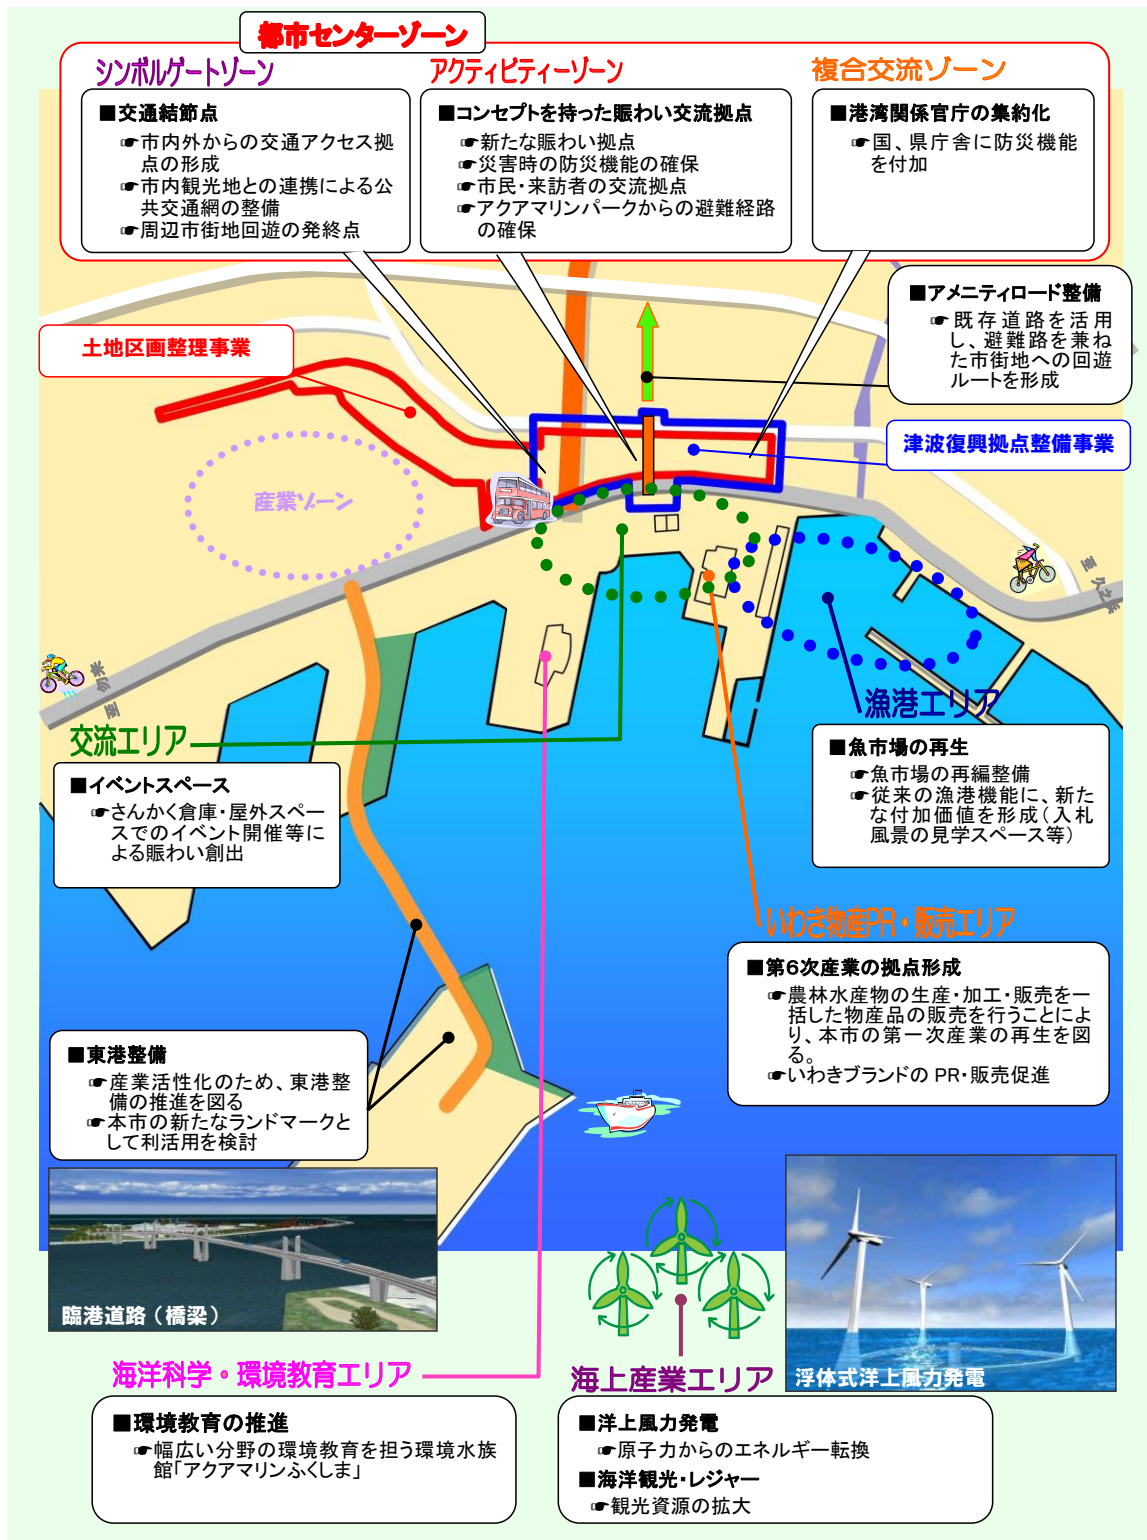 都市センターゾーン
シンボルゲートゾーン
■交通結節点
☛市内外からの交通アクセス拠
点の形成
☛市内観光地との連携による公
共交通網の整備
☛周辺市街地回遊の発終点
アクティビティーゾーン
■コンセプトを持った賑わい交流拠点
☛新たな賑わい拠点
☛災害時の防災機能の確保
☛市民・来訪者の交流拠点
☛アクアマリンパークからの避難経路
の確保
複合交流ゾーン
■港湾関係官庁の集約化
☛国、県庁舎に防災機能
を付加
■アメニティロード整備
☛既存道路を活用
し、避難路を兼ね
た市街地への回遊
ルートを形成
土地区画整理事業
津波復興拠点整備事業
産業ゾーン
至 久之浜
至 勿来
交流エリア
■イベントスペース
☛さんかく倉庫・屋外スペー
スでのイベント開催等に
よる賑わい創出
漁港エリア
■魚市場の再生
☛魚市場の再編整備
☛従来の漁港機能に、新た
な付加価値を形成（入札
風景の見学スペース等）
いわき物産PR・販売エリア
■第６次産業の拠点形成
☛農林水産物の生産・加工・販売を一
括した物産品の販売を行うことによ
り、本市の第一次産業の再生を図
る。
☛いわきブランドの PR・販売促進
■東港整備
☛産業活性化のため、東港整
備の推進を図る
☛本市の新たなランドマークと
して利活用を検討
臨港道路（橋梁）
浮体式洋上風力発電
海洋科学・環境教育エリア
■環境教育の推進
☛幅広い分野の環境教育を担う環境水族
館「アクアマリンふくしま」
海上産業エリア
■洋上風力発電
☛原子力からのエネルギー転換
■海洋観光・レジャー
☛観光資源の拡大